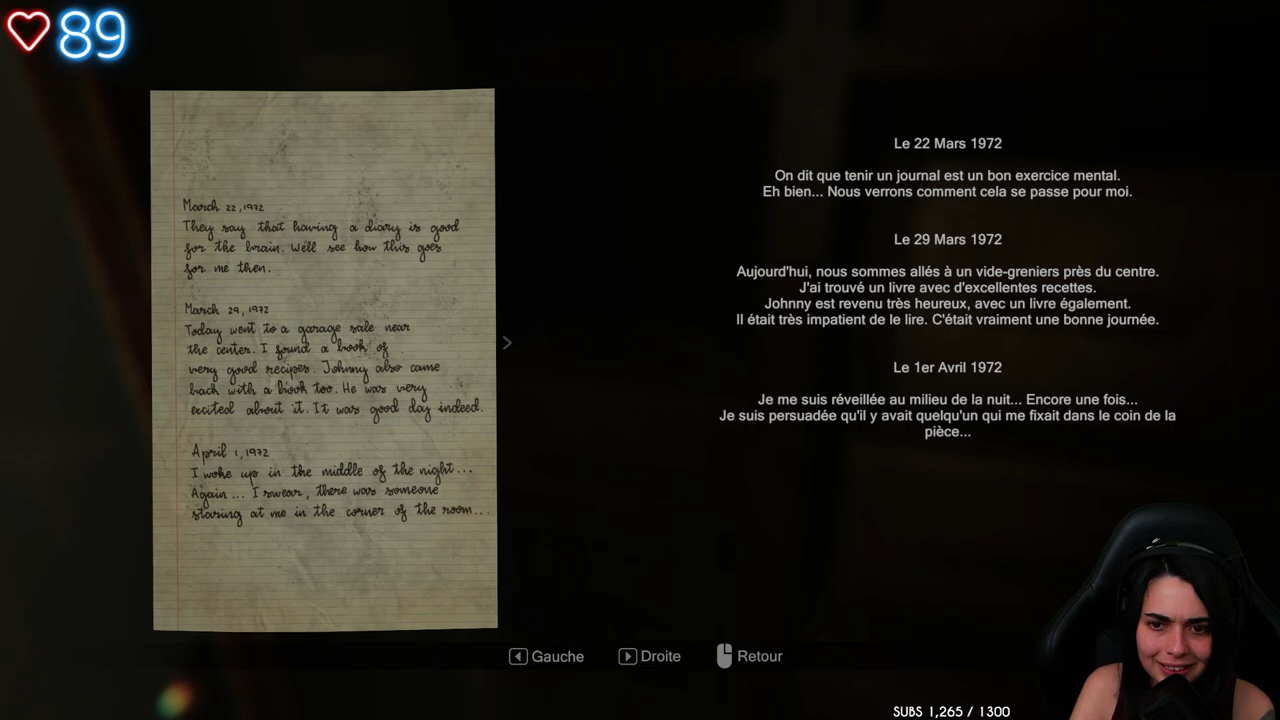 89
March 22, 1972
They say that having a diary is good
for the brain. We'll see how this goes
for me then.
March 29, 1972
Today went to a garage sale near
the center. I found a book of
very good recipes. Johnny also came
back with a book too. He was very
excited about it. It was good day indeed.
April 1, 1972
I woke up in the middle of the night...
Again... I swear, there was someone
staring at me in the corner of the room...
Le 22 Mars 1972
On dit que tenir un journal est un bon exercice mental.
Eh bien... Nous verrons comment cela se passe pour moi.
Le 29 Mars 1972
Aujourd'hui, nous sommes allés à un vide-greniers près du centre.
J'ai trouvé un livre avec d'excellentes recettes.
Johnny est revenu très heureux, avec un livre également.
Il était très impatient de le lire. C'était vraiment une bonne journée.
Le 1er Avril 1972
Je me suis réveillée au milieu de la nuit... Encore une fois...
Je suis persuadée qu'il y avait quelqu'un qui me fixait dans le coin de la
pièce...
Gauche
Droite
Retour
SUBS 1,265 / 1300